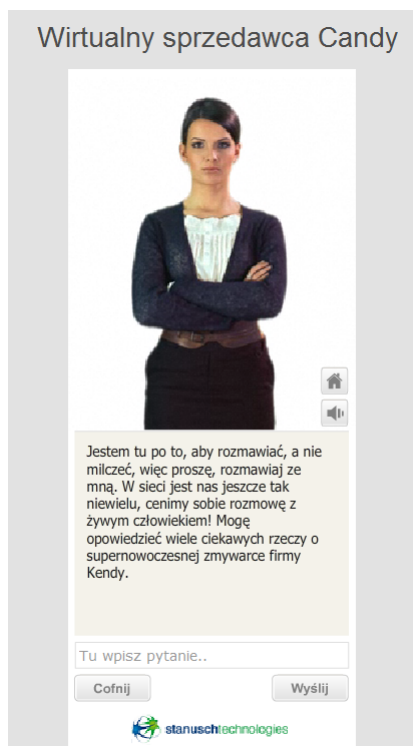 Wirtualny sprzedawca Candy
Jestem tu po to, aby rozmawiać, a nie
milczeć, więc proszę, rozmawiaj ze
mną. W sieci jest nas jeszcze tak
niewielu, cenimy sobie rozmowę z
żywym człowiekiem! Mogę
opowiedzieć wiele ciekawych rzeczy o
supernowoczesnej zmywarce firmy
Kendy.
Tu wpisz pytanie..
Cofnij Wyślij
stanuschtechnologies